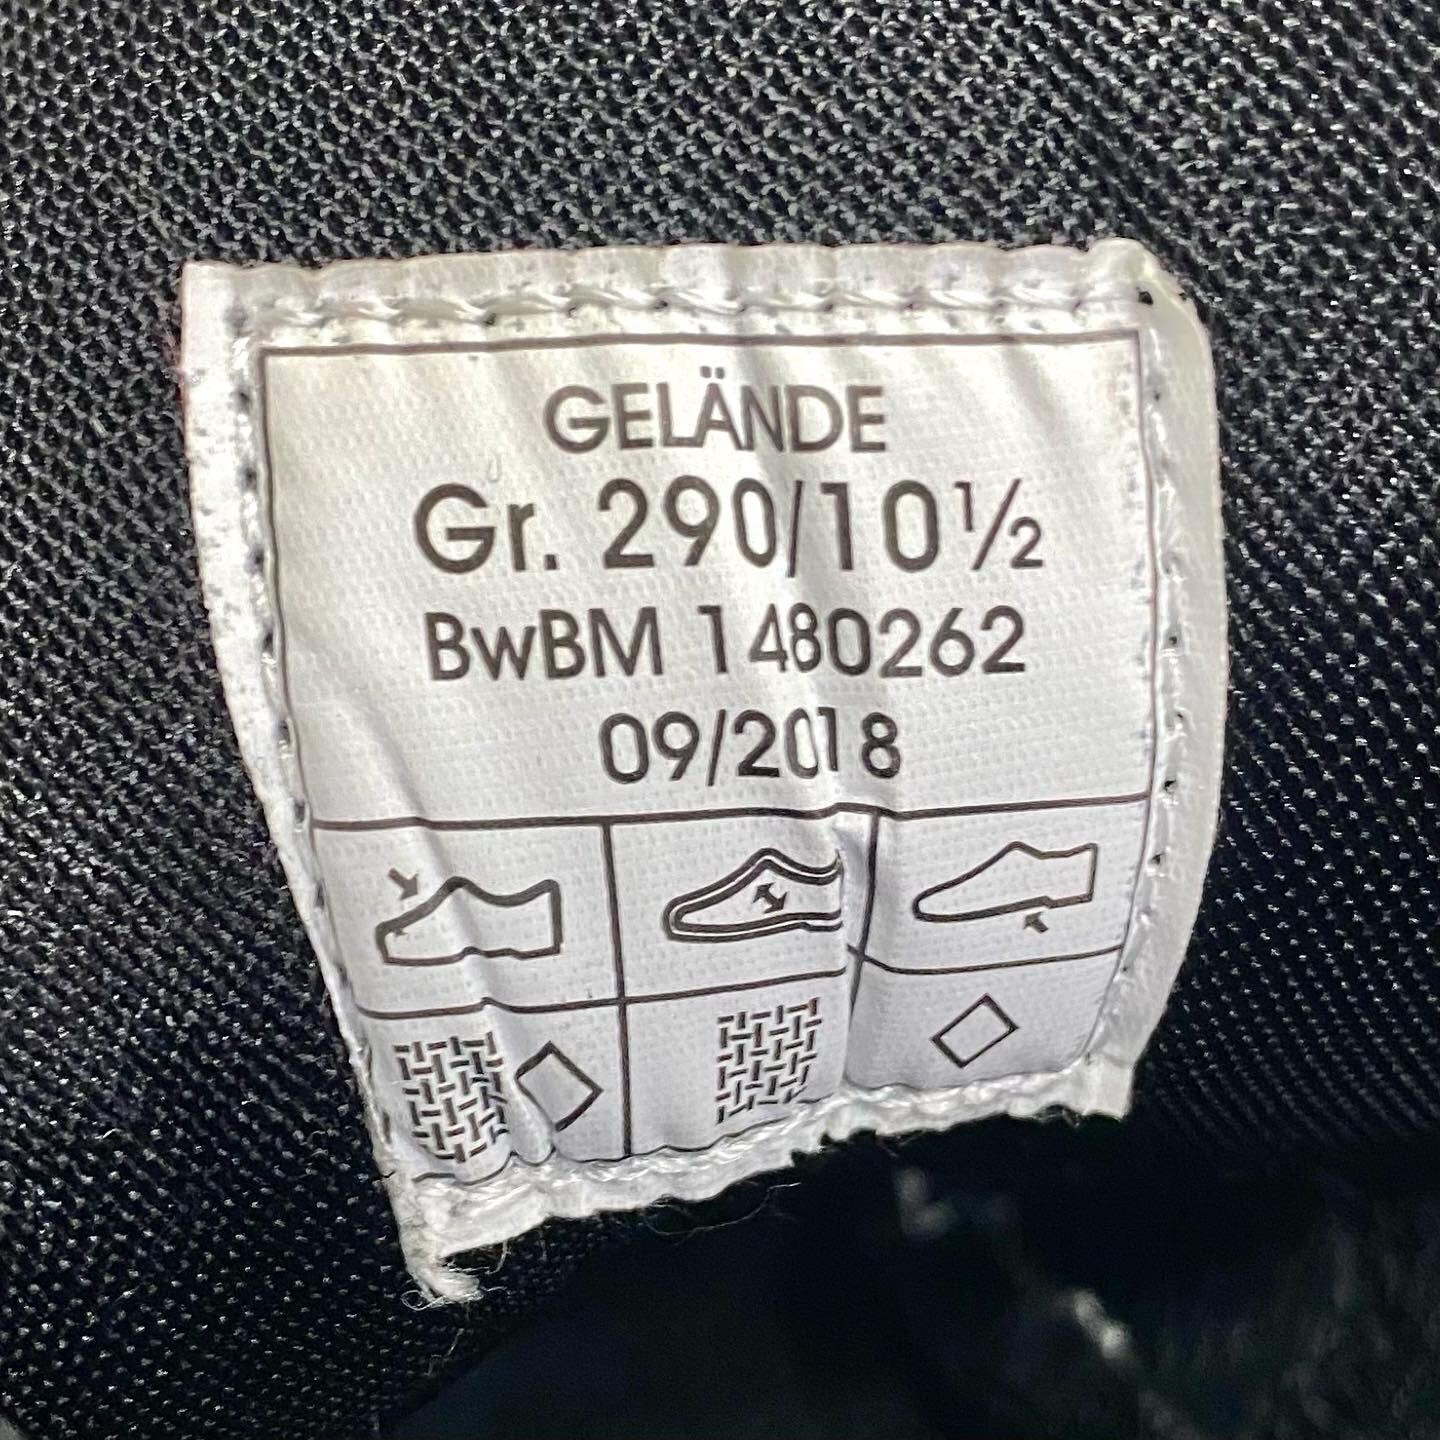 GELÄNDE
Gr. 290/10½
BwBM 1480262
09/2018